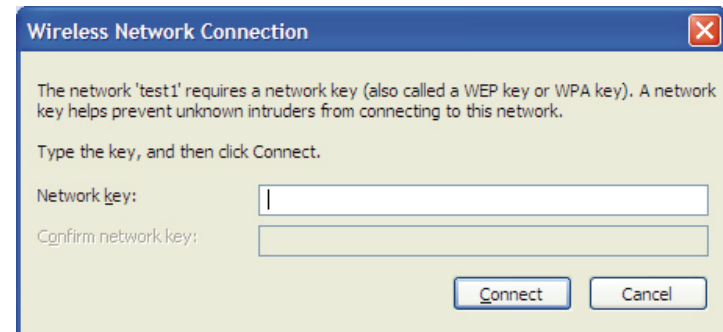 Wireless Network Connection
The network 'test1' requires a network key (also called a WEP key or WPA key). A network
key helps prevent unknown intruders from connecting to this network.
Type the key, and then click Connect.
Network key:
Confirm network key:
Connect Cancel